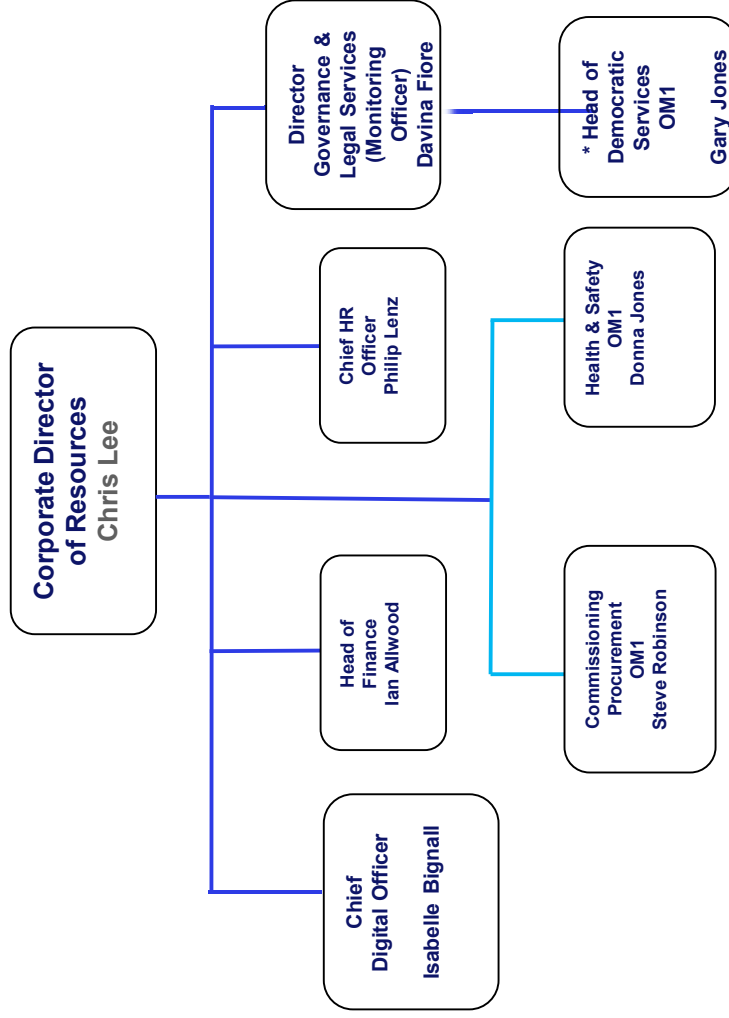 Corporate Director
of Resources
Chris Lee
Chief
Digital Officer
Isabelle Bignall
Head of
Finance
Ian Allwood
Chief HR
Officer
Philip Lenz
Director
Governance &
Legal Services
(Monitoring
Officer)
Davina Fiore
Commissioning
Procurement
OM1
Steve Robinson
Health & Safety
OM1
Donna Jones
* Head of
Democratic
Services
OM1
Gary Jones